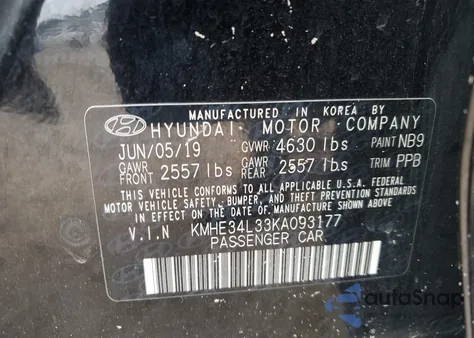 MANUFACTURED IN KOREA BY
HYUNDAI MOTOR COMPANY
JUN/05/19 GVWR 4630 lbs PAINT NB9
GAWR FRONT 2557 lbs GAWR REAR 2557 lbs TRIM PPB
THIS VEHICLE CONFORMS TO ALL APPLICABLE U.S.A. FEDERAL
MOTOR VEHICLE SAFETY, BUMPER, AND THEFT PREVENTION STANDARDS
IN EFFECT ON THE DATE OF MANUFACTURE SHOWN ABOVE.
V.I.N KMHE34L33KA093177
PASSENGER CAR
autoSnap